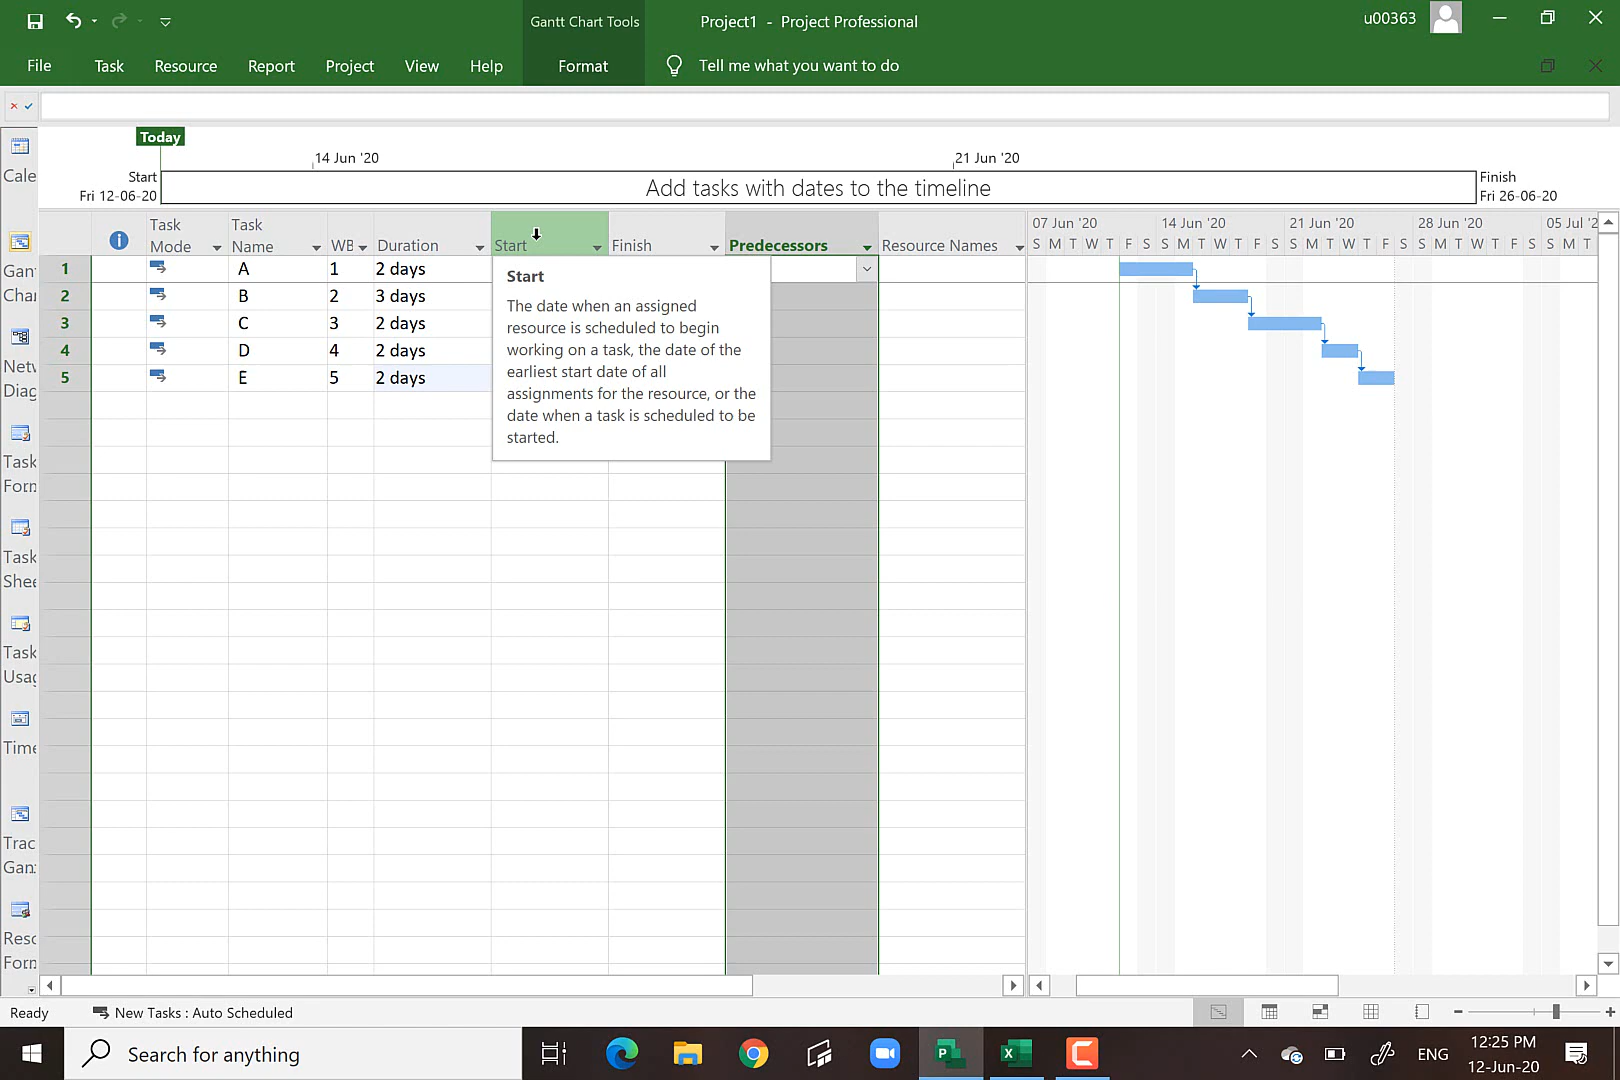 Gantt Chart Tools
Project1 - Project Professional
u00363
File Task Resource Report Project View Help Format Tell me what you want to do
Today
14 Jun '20 21 Jun '20
Start
Fri 12-06-20
Add tasks with dates to the timeline
Finish
Fri 26-06-20
Task Mode
Task Name
WB
Duration
Start
Finish
Predecessors
Resource Names
07 Jun '20 14 Jun '20 21 Jun '20 28 Jun '20 05 Jul '2
S M T W T F S S M T W T F S S M T W T F S S M T W T F S S M T
1 A 1 2 days
2 B 2 3 days
3 C 3 2 days
4 D 4 2 days
5 E 5 2 days
Start
The date when an assigned
resource is scheduled to begin
working on a task, the date of the
earliest start date of all
assignments for the resource, or the
date when a task is scheduled to be
started.
Cale
Gan
Char
Netv
Diag
Task
Forn
Task
Shee
Task
Usag
Time
Trac
Gan
Resc
Forn
Ready New Tasks : Auto Scheduled
Search for anything
ENG
12:25 PM
12-Jun-20